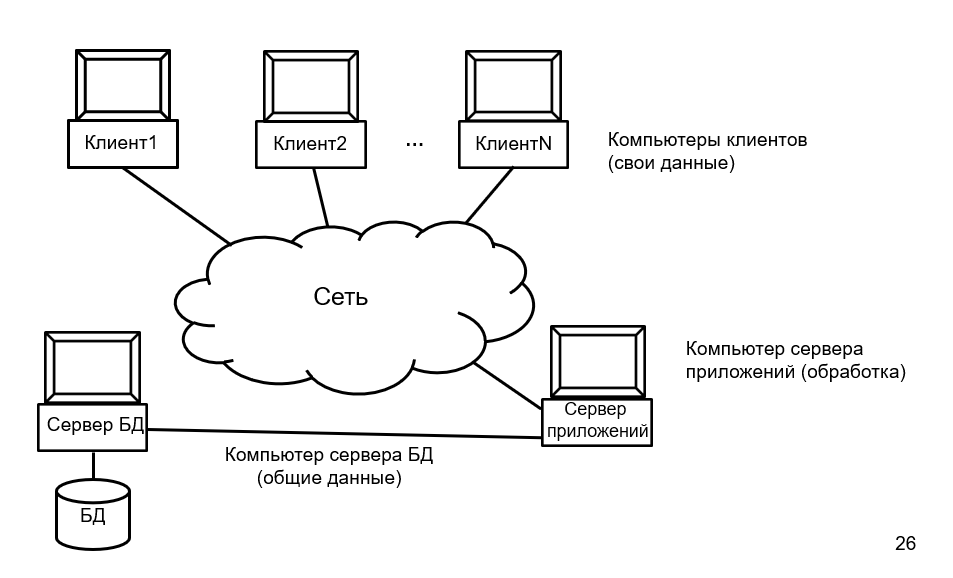 Клиент1
Клиент2
...
КлиентN
Компьютеры клиентов
(свои данные)
Сеть
Компьютер сервера
приложений (обработка)
Сервер БД
Сервер
приложений
Компьютер сервера БД
(общие данные)
БД
26